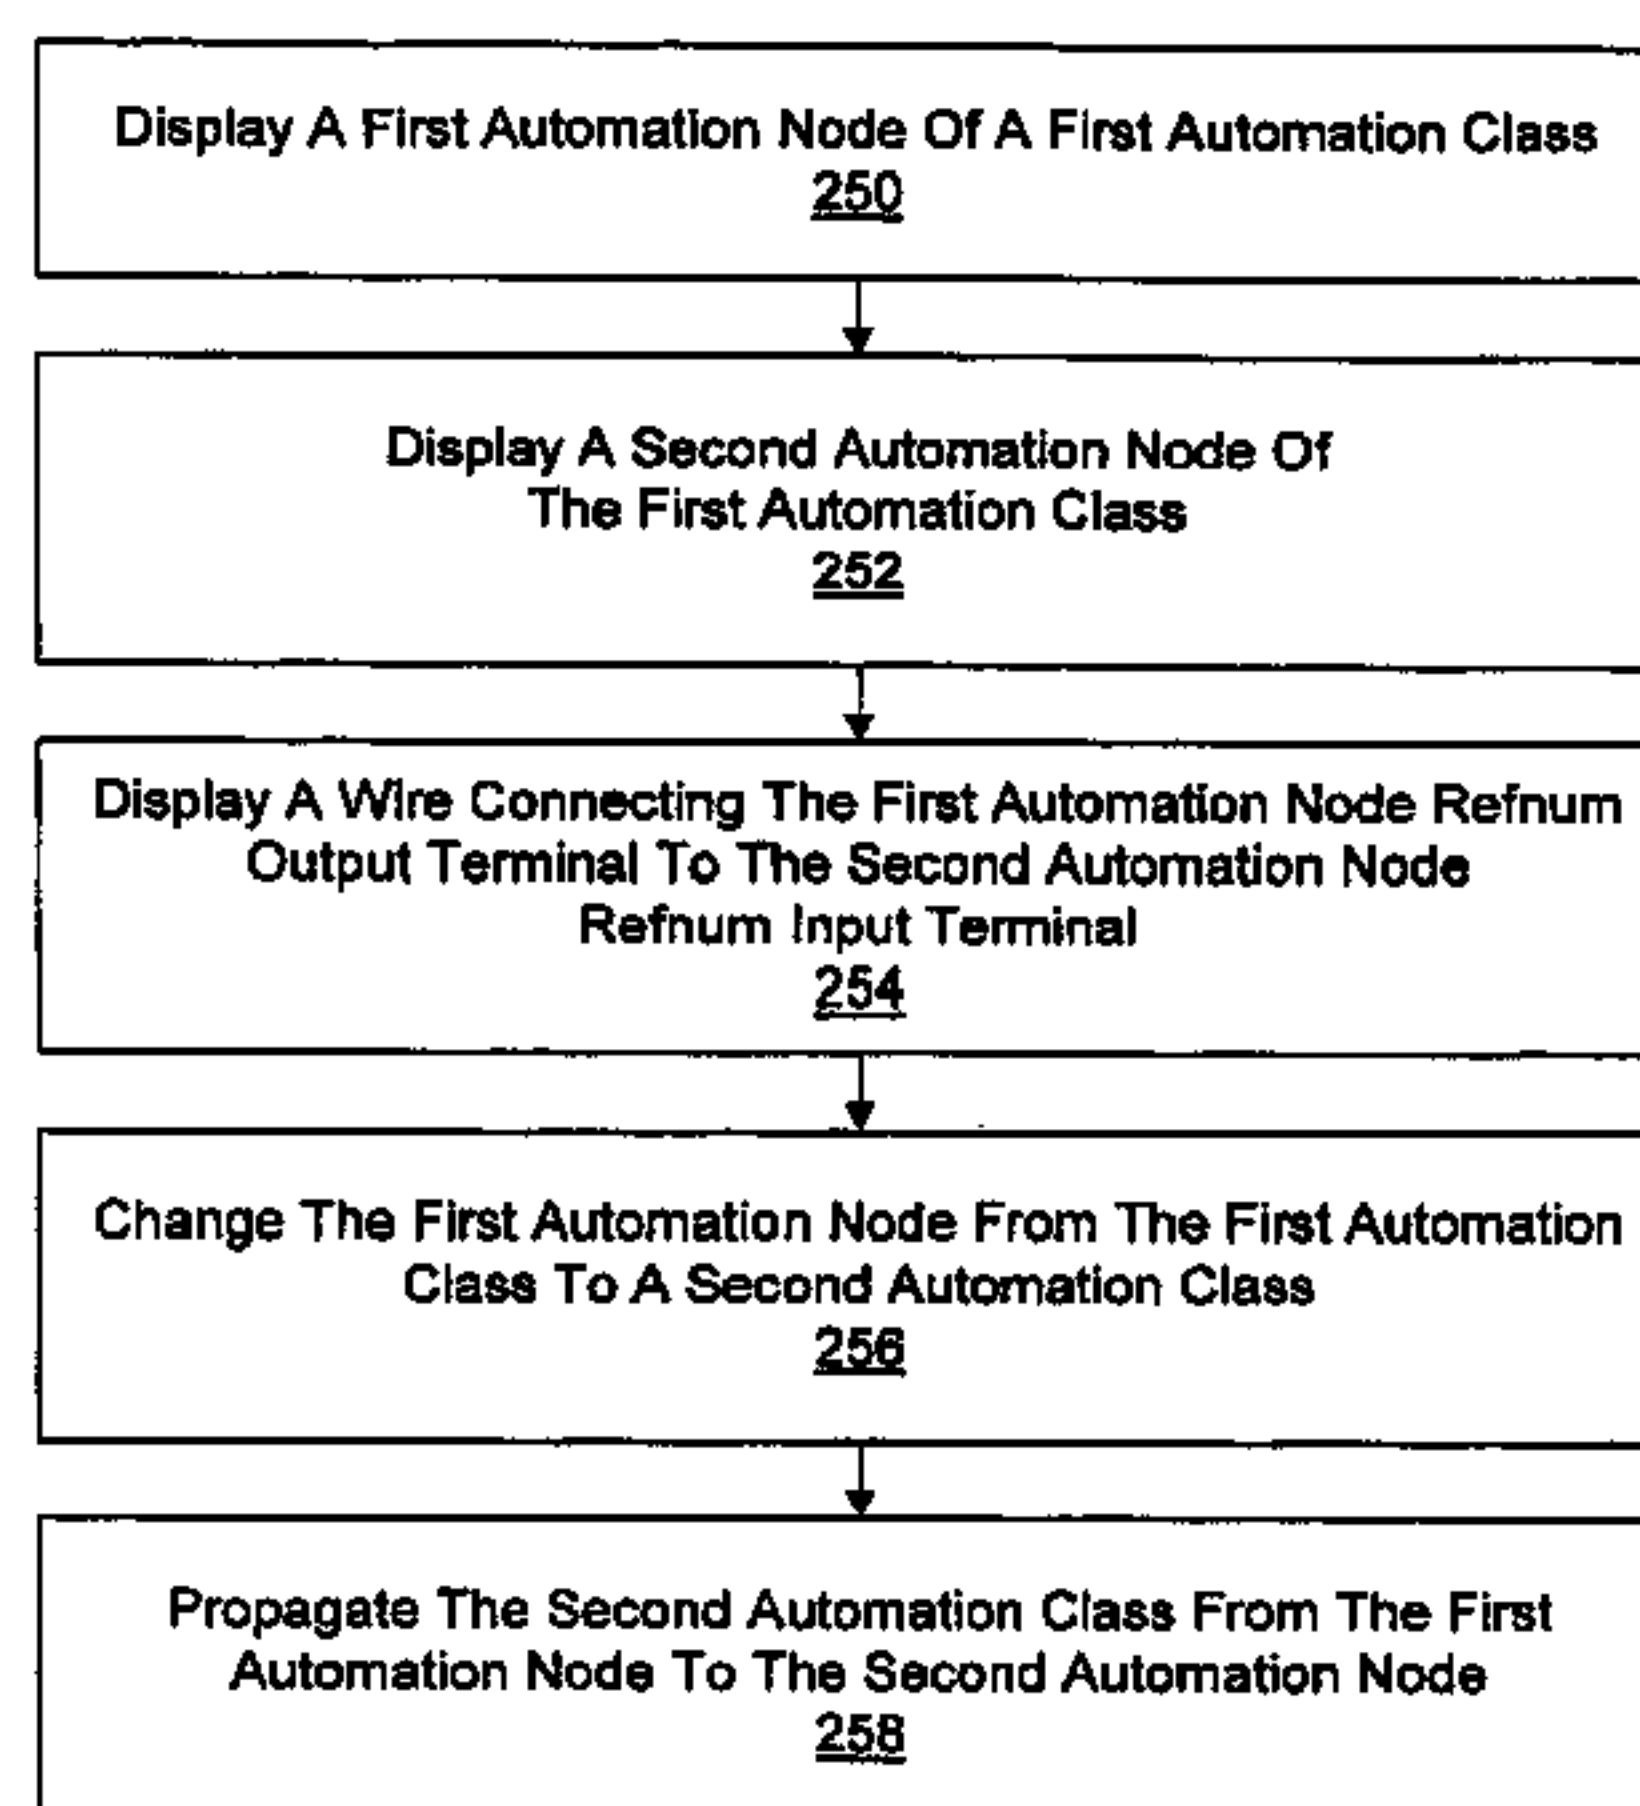 Display A First Automation Node Of A First Automation Class
250
Display A Second Automation Node Of
The First Automation Class
252
Display A Wire Connecting The First Automation Node Refnum
Output Terminal To The Second Automation Node
Refnum Input Terminal
254
Change The First Automation Node From The First Automation
Class To A Second Automation Class
256
Propagate The Second Automation Class From The First
Automation Node To The Second Automation Node
258